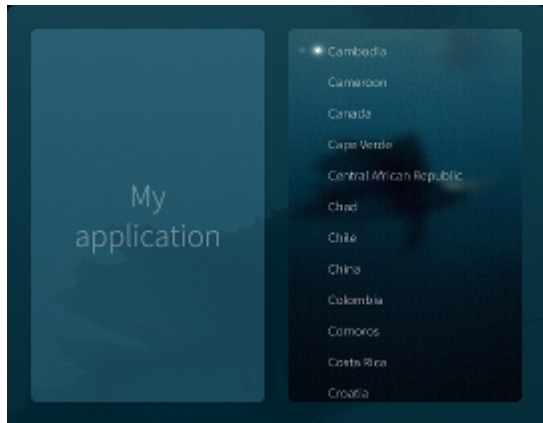 My
application
Cambodia
Cameroon
Canada
Cape Verde
Central African Republic
Chad
Chile
China
Colombia
Comoros
Costa Rica
Croatia